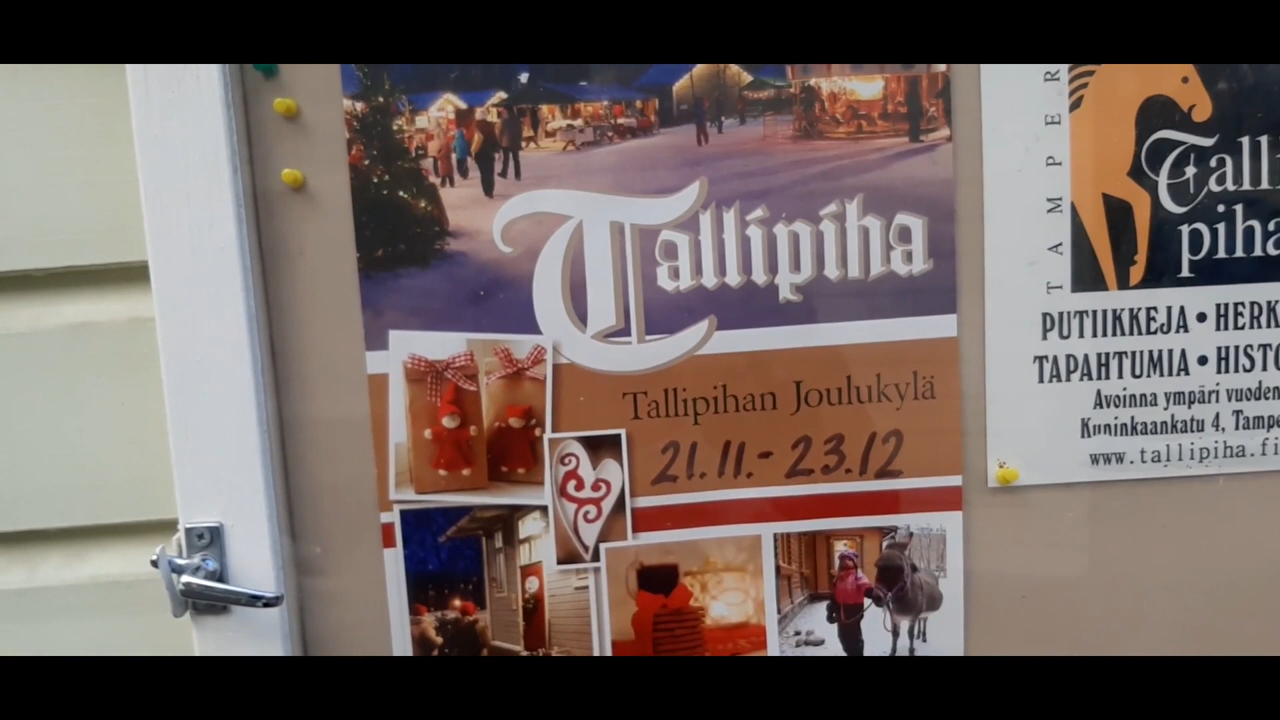 Tallipiha
Tallipihan Joulukylä
21.11.- 23.12
TAMPER
Talli
piha
PUTIIKKEJA • HERK
TAPAHTUMIA • HISTO
Avoinna ympäri vuoden
Kuninkaankatu 4, Tampe
www.tallipiha.fi